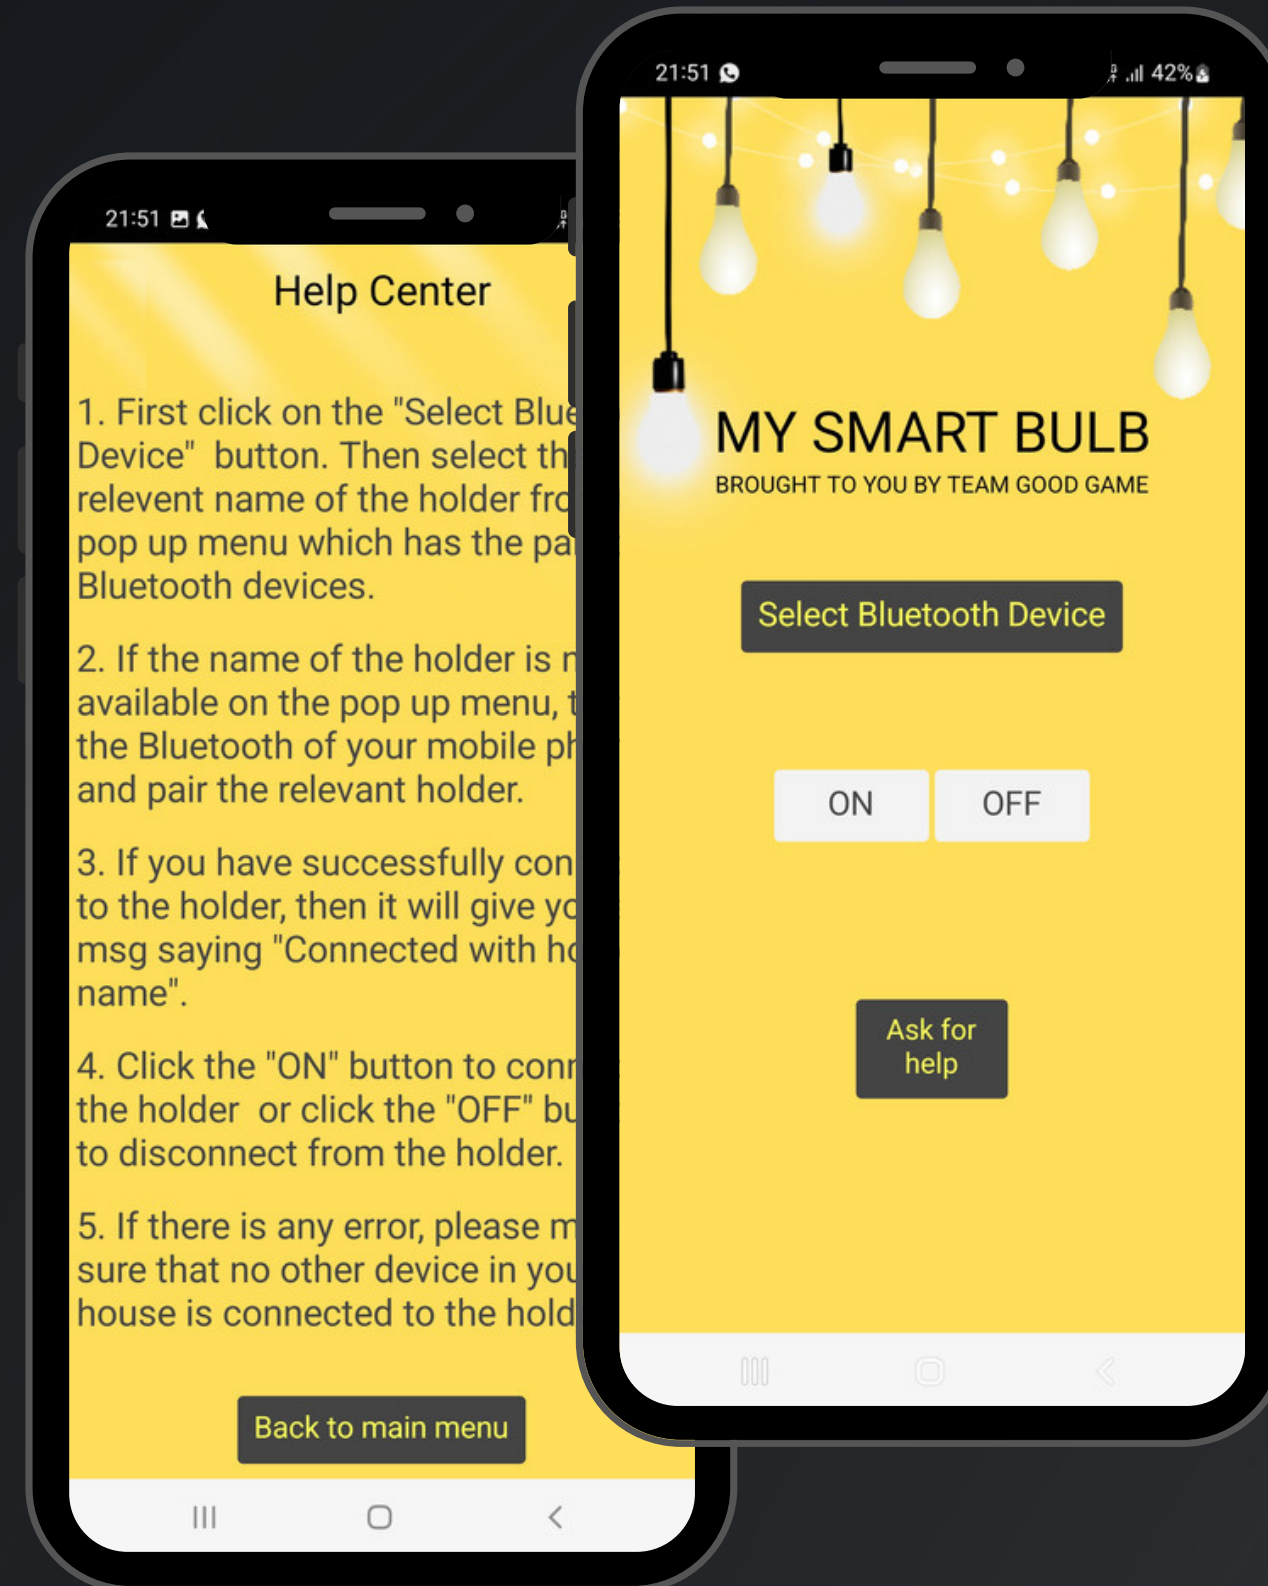 21:51
Help Center
1. First click on the "Select Blue
Device"  button. Then select th
relevent name of the holder fro
pop up menu which has the pai
Bluetooth devices.
2. If the name of the holder is n
available on the pop up menu, t
the Bluetooth of your mobile ph
and pair the relevant holder.
3. If you have successfully con
to the holder, then it will give yo
msg saying "Connected with ho
name".
4. Click the "ON" button to conn
the holder  or click the "OFF" bu
to disconnect from the holder.
5. If there is any error, please m
sure that no other device in you
house is connected to the hold
Back to main menu
21:51
42%
MY SMART BULB
BROUGHT TO YOU BY TEAM GOOD GAME
Select Bluetooth Device
ON OFF
Ask for
help